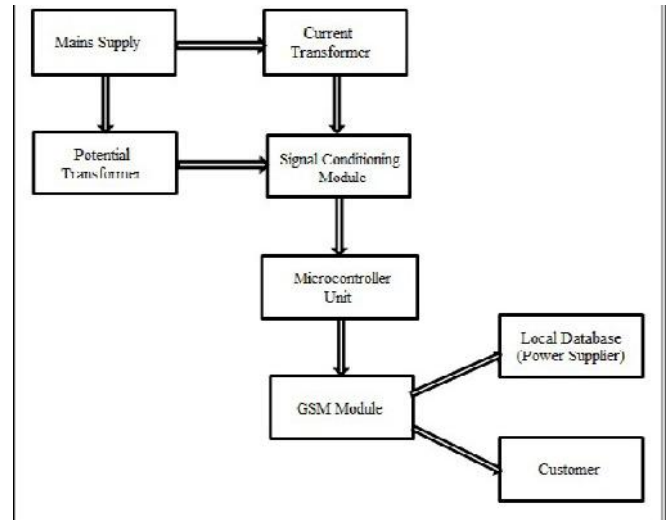 Mains Supply
Current
Transformer
Potential
Transformer
Signal Conditioning
Module
Microcontroller
Unit
Local Database
(Power Supplier)
GSM Module
Customer